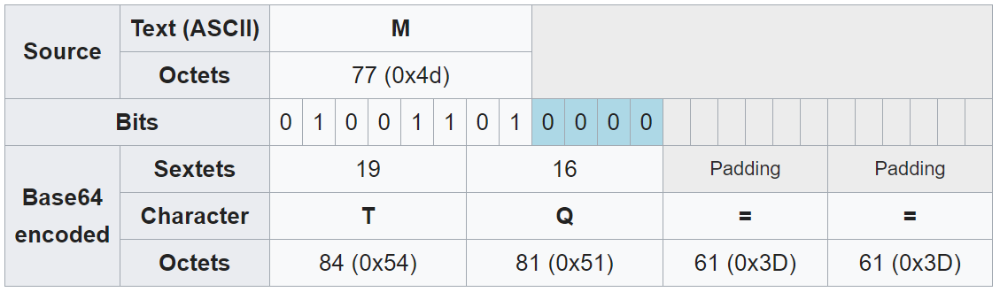 Source Text (ASCII) M
Octets 77 (0x4d)
Bits 0 1 0 0 1 1 0 1 0 0 0 0
Base64 encoded Sextets 19 16 Padding Padding
Character T Q = =
Octets 84 (0x54) 81 (0x51) 61 (0x3D) 61 (0x3D)